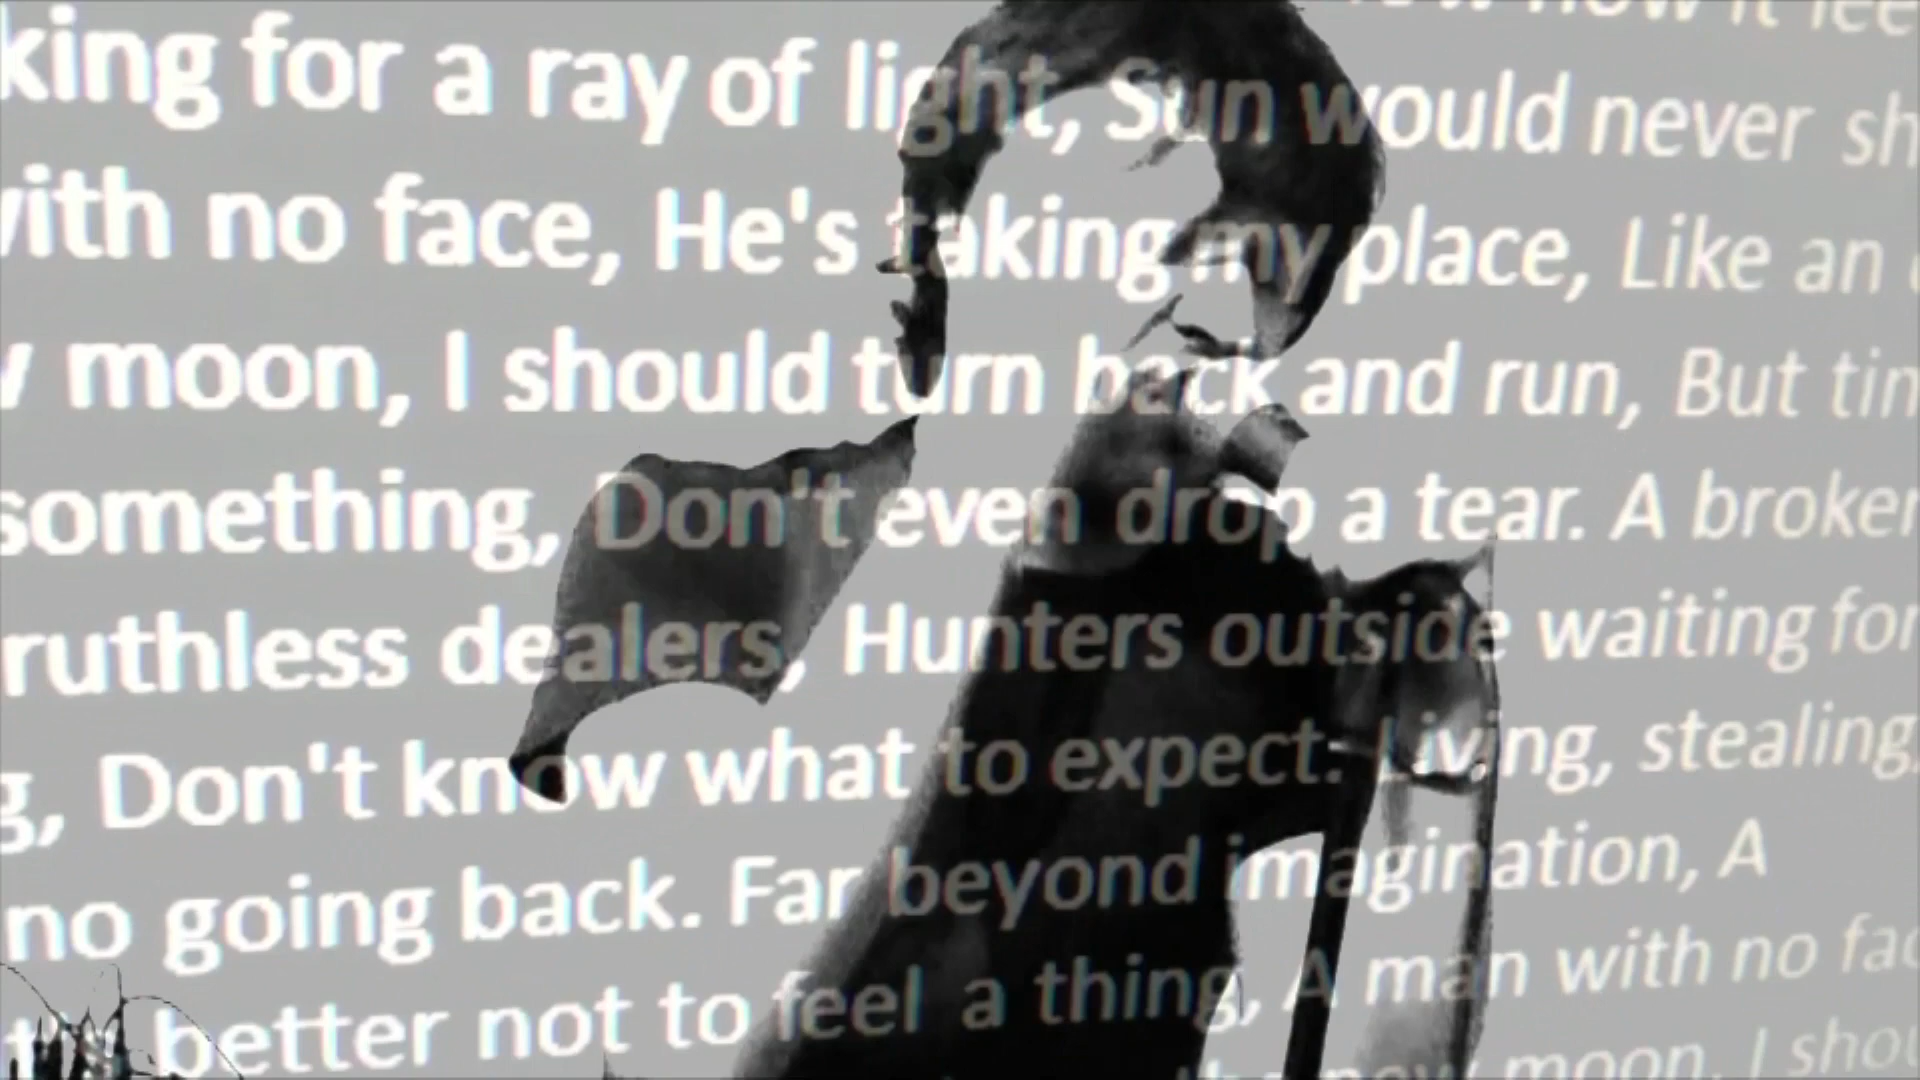 king for a ray of light, Sun would never sh
with no face, He's taking my place, Like an
moon, I should turn back and run, But tim
something, Don't even drop a tear. A broken
ruthless dealers, Hunters outside waiting for
g, Don't know what to expect: Living, stealing,
no going back. Far beyond imagination, A
better not to feel a thing, A man with no fac
new moon, I shou